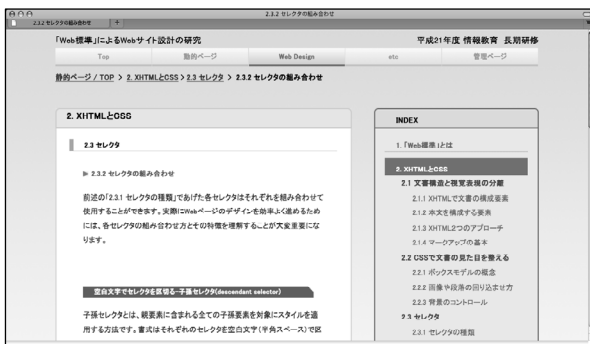 2.3.2 セレクタの組み合わせ
2.3.2 セレクタの組み合わせ
「Web標準」によるWebサイト設計の研究
平成21年度 情報教育 長期研修
Top
動的ページ
Web Design
etc
管理ページ
静的ページ / TOP > 2. XHTMLとCSS > 2.3 セレクタ > 2.3.2 セレクタの組み合わせ
2. XHTMLとCSS
2.3 セレクタ
▶ 2.3.2 セレクタの組み合わせ
前述の「2.3.1 セレクタの種類」であげた各セレクタはそれぞれを組み合わせて
使用することができます。実際にWebページのデザインを効率よく進めるため
には、各セレクタの組み合わせ方とその特徴を理解することが大変重要にな
ります。
空白文字でセレクタを区切る-子孫セレクタ(descendant selector)
子孫セレクタとは、親要素に含まれる全ての子孫要素を対象にスタイルを適
用する方法です。書式はそれぞれのセレクタを空白文字(半角スペース)で区
INDEX
1. 「Web標準」とは
2. XHTMLとCSS
2.1 文書構造と視覚表現の分離
2.1.1 XHTMLで文書の構成要素
2.1.2 本文を構成する要素
2.1.3 XHTML2つのアプローチ
2.1.4 マークアップの基本
2.2 CSSで文書の見た目を整える
2.2.1 ボックスモデルの概念
2.2.2 画像や段落の回り込ませ方
2.2.3 背景のコントロール
2.3 セレクタ
2.3.1 セレクタの種類